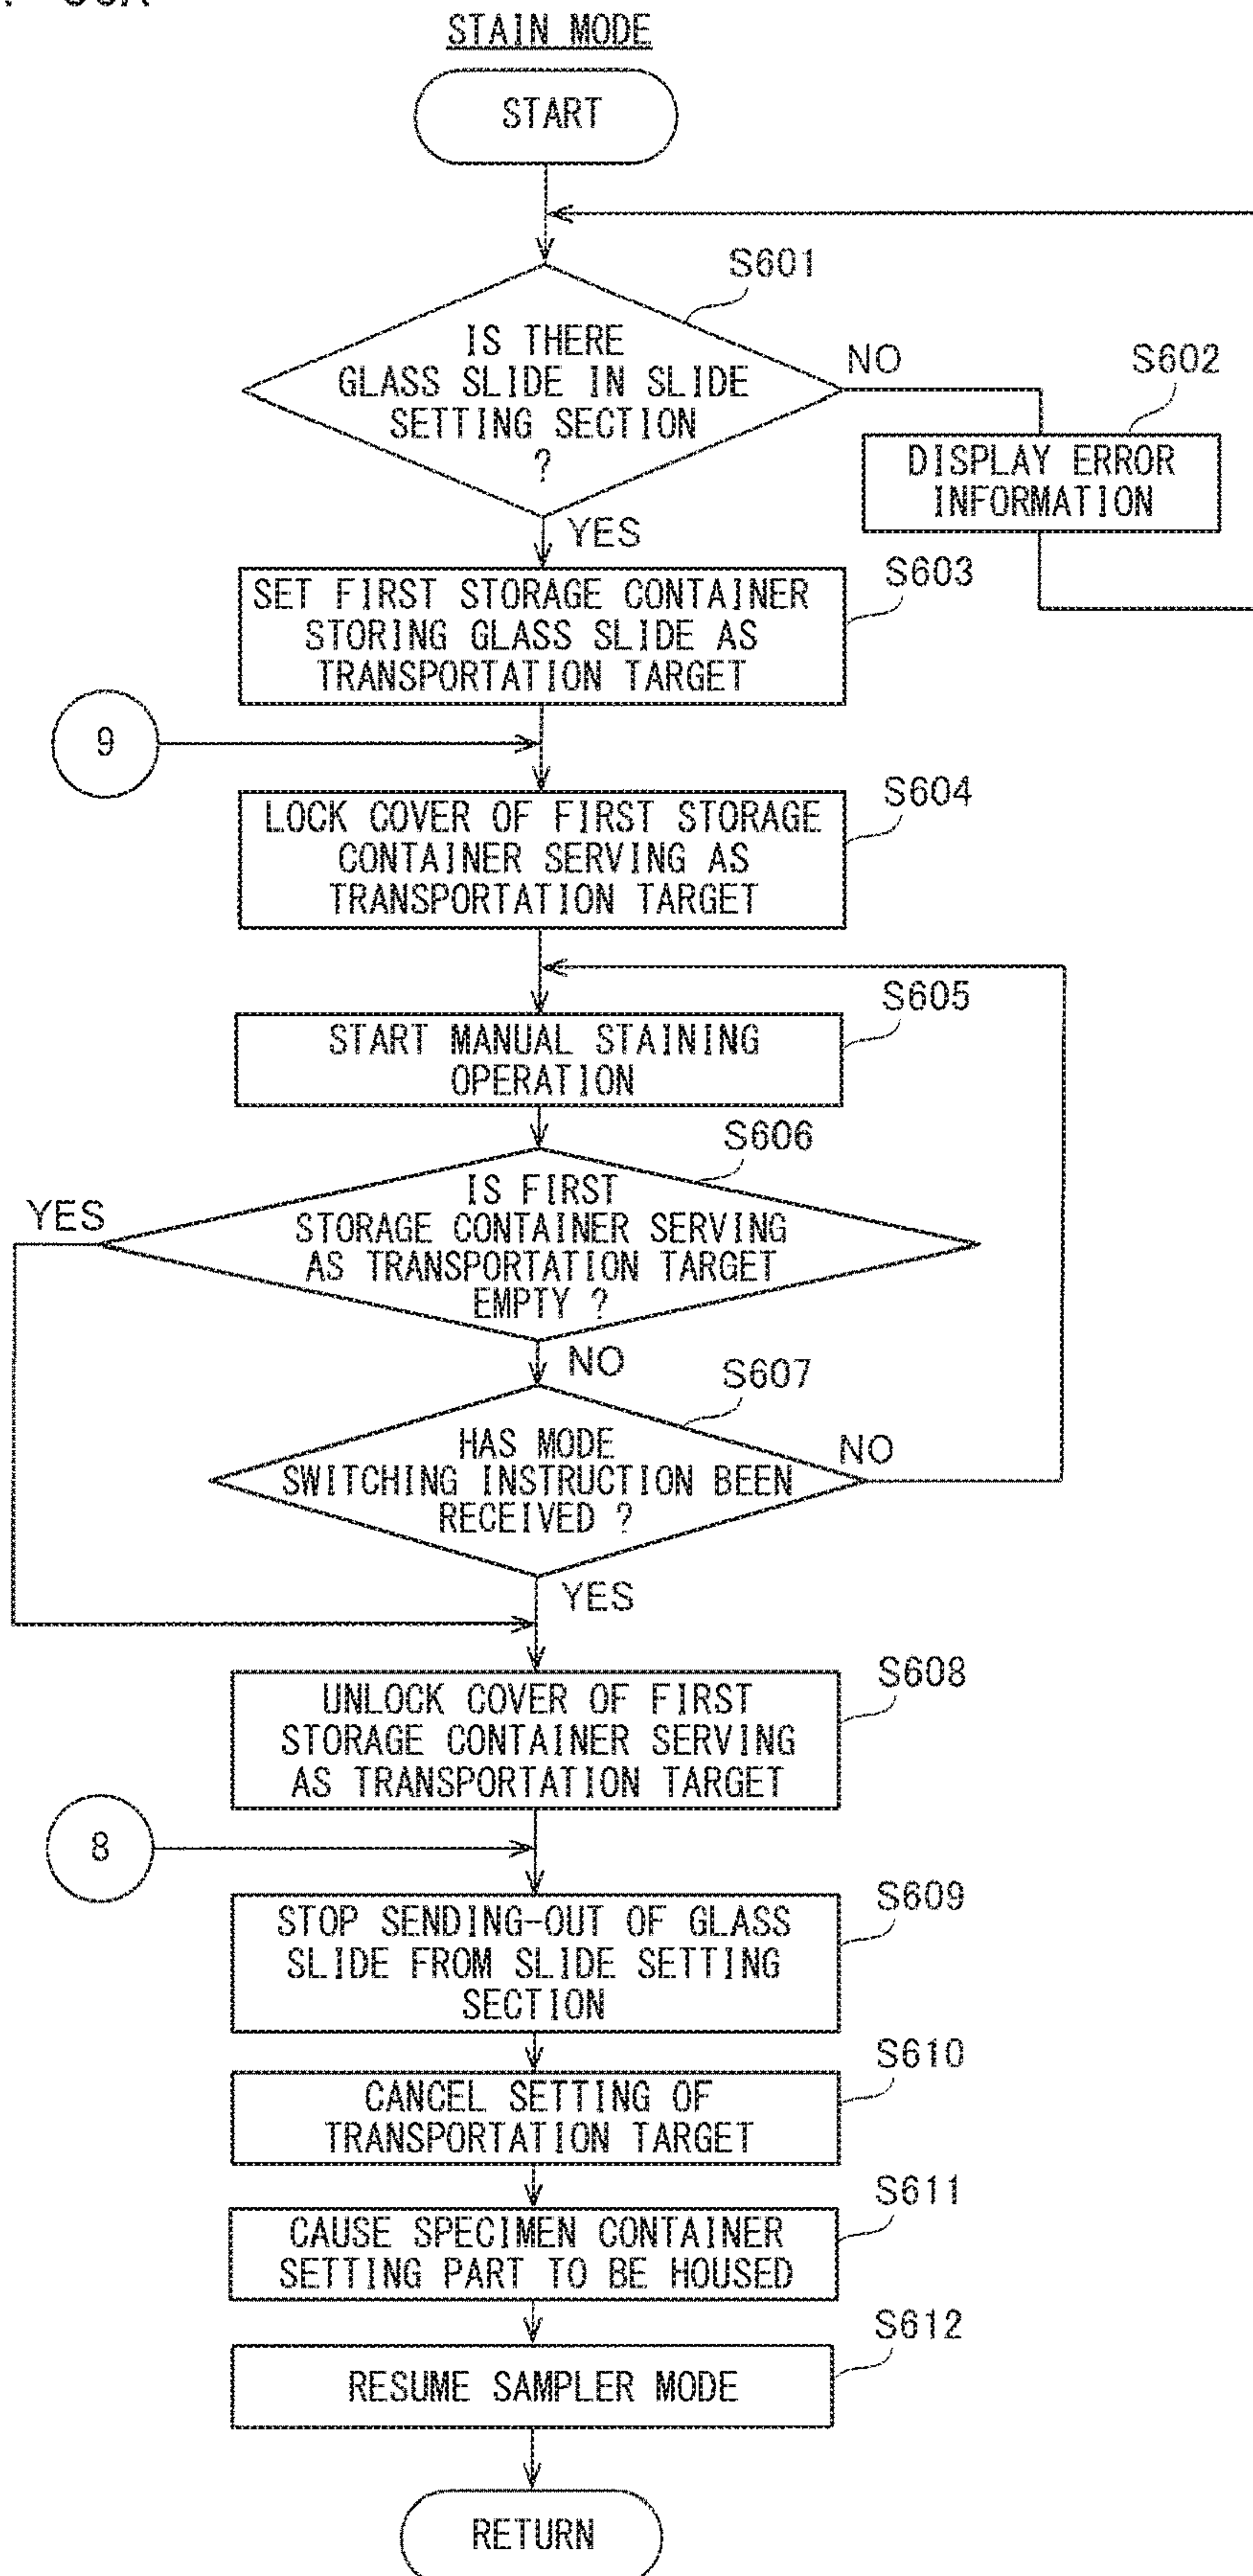 STAIN MODE
START
S601
IS THERE
GLASS SLIDE IN SLIDE
SETTING SECTION
?
NO
S602
DISPLAY ERROR
INFORMATION
YES
S603
SET FIRST STORAGE CONTAINER
STORING GLASS SLIDE AS
TRANSPORTATION TARGET
9
S604
LOCK COVER OF FIRST STORAGE
CONTAINER SERVING AS
TRANSPORTATION TARGET
S605
START MANUAL STAINING
OPERATION
S606
IS FIRST
STORAGE CONTAINER SERVING
AS TRANSPORTATION TARGET
EMPTY ?
YES
NO
S607
HAS MODE
SWITCHING INSTRUCTION BEEN
RECEIVED ?
NO
YES
S608
UNLOCK COVER OF FIRST
STORAGE CONTAINER SERVING
AS TRANSPORTATION TARGET
8
S609
STOP SENDING-OUT OF GLASS
SLIDE FROM SLIDE SETTING
SECTION
S610
CANCEL SETTING OF
TRANSPORTATION TARGET
S611
CAUSE SPECIMEN CONTAINER
SETTING PART TO BE HOUSED
S612
RESUME SAMPLER MODE
RETURN